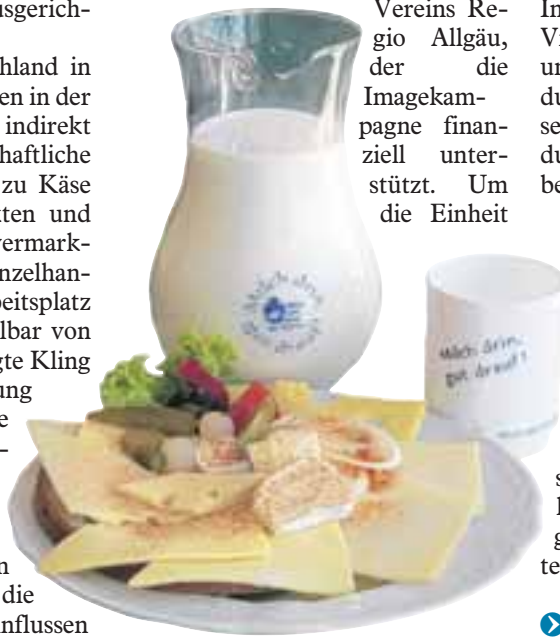 usgerich-
hland in
en in der
indirekt
haftliche
zu Käse
ten und
vermark-
nzelhan-
eitsplatz
lbar von
gte Kling
ung
e
-
n
die
nflussen
Vereins Re-
gio Allgäu,
der die
Imagekam-
pagne finan-
ziell unter-
stützt. Um
die Einheit
Milch drin,
gut drauf!
In
Vi
un
du
se
du
be
s
g
te